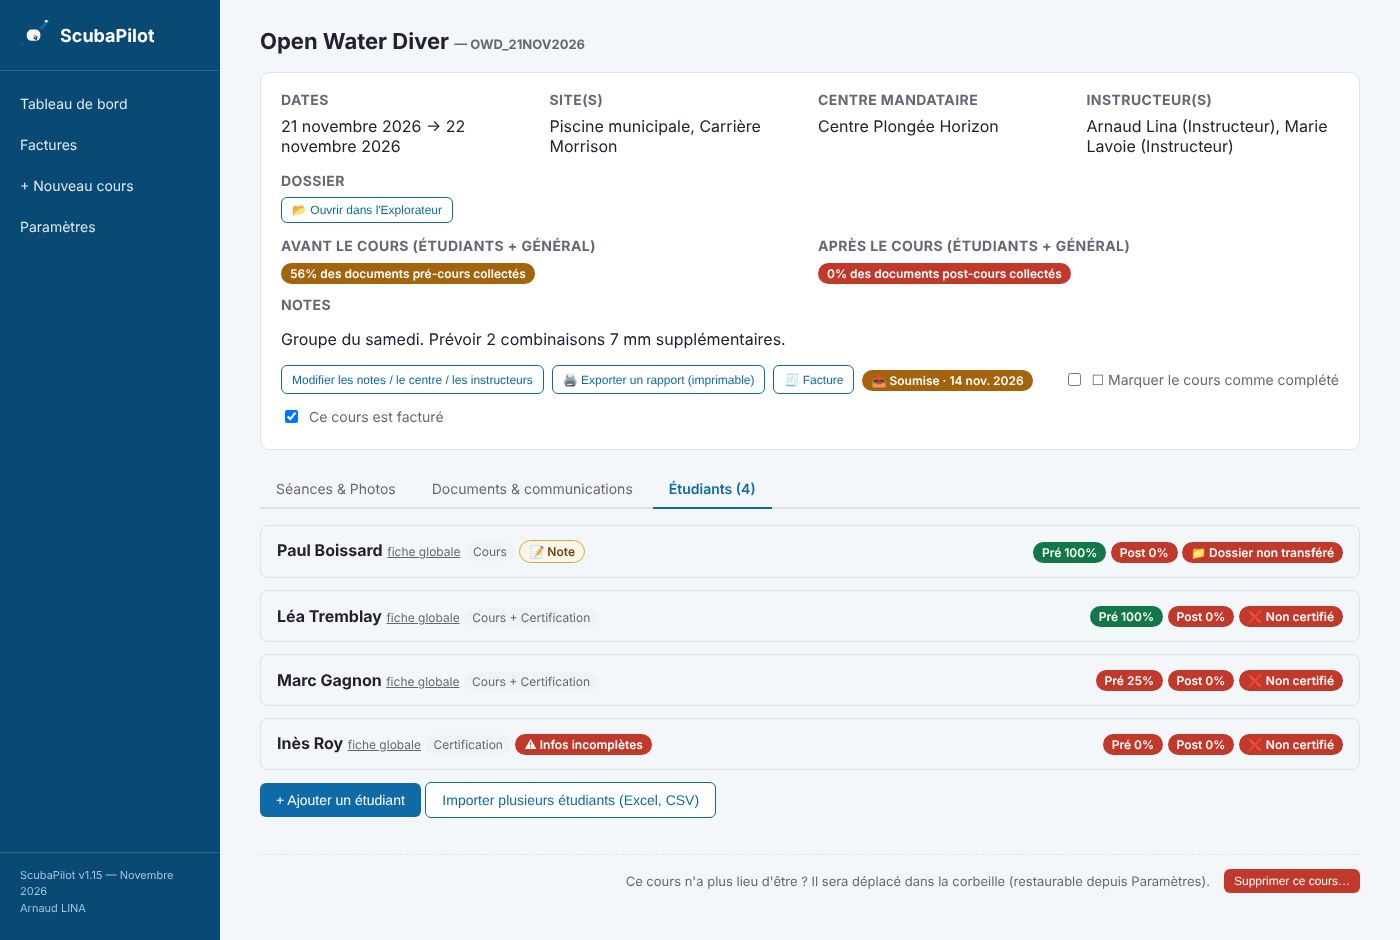 ScubaPilot
Tableau de bord
Factures
+ Nouveau cours
Paramètres
ScubaPilot v1.15 — Novembre
2026
Arnaud LINA
Open Water Diver — OWD_21NOV2026
DATES
21 novembre 2026 → 22
novembre 2026
SITE(S)
Piscine municipale, Carrière
Morrison
CENTRE MANDATAIRE
Centre Plongée Horizon
INSTRUCTEUR(S)
Arnaud Lina (Instructeur), Marie
Lavoie (Instructeur)
DOSSIER
📂 Ouvrir dans l'Explorateur
AVANT LE COURS (ÉTUDIANTS + GÉNÉRAL)
56% des documents pré-cours collectés
APRÈS LE COURS (ÉTUDIANTS + GÉNÉRAL)
0% des documents post-cours collectés
NOTES
Groupe du samedi. Prévoir 2 combinaisons 7 mm supplémentaires.
Modifier les notes / le centre / les instructeurs
🖨️ Exporter un rapport (imprimable)
🧾 Facture
📤 Soumise · 14 nov. 2026
☐ Marquer le cours comme complété
Ce cours est facturé
Séances & Photos
Documents & communications
Étudiants (4)
Paul Boissard fiche globale Cours 📝 Note
Pré 100% Post 0% 📁 Dossier non transféré
Léa Tremblay fiche globale Cours + Certification
Pré 100% Post 0% ❌ Non certifié
Marc Gagnon fiche globale Cours + Certification
Pré 25% Post 0% ❌ Non certifié
Inès Roy fiche globale Certification ⚠ Infos incomplètes
Pré 0% Post 0% ❌ Non certifié
+ Ajouter un étudiant
Importer plusieurs étudiants (Excel, CSV)
Ce cours n'a plus lieu d'être ? Il sera déplacé dans la corbeille (restaurable depuis Paramètres).
Supprimer ce cours…